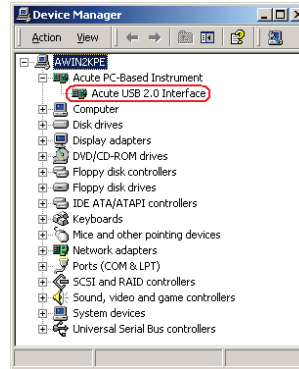 Device Manager
Action View
AWIN2KPE
Acute PC-Based Instrument
Acute USB 2.0 Interface
Computer
Disk drives
Display adapters
DVD/CD-ROM drives
Floppy disk controllers
Floppy disk drives
IDE ATA/ATAPI controllers
Keyboards
Mice and other pointing devices
Network adapters
Ports (COM & LPT)
SCSI and RAID controllers
Sound, video and game controllers
System devices
Universal Serial Bus controllers